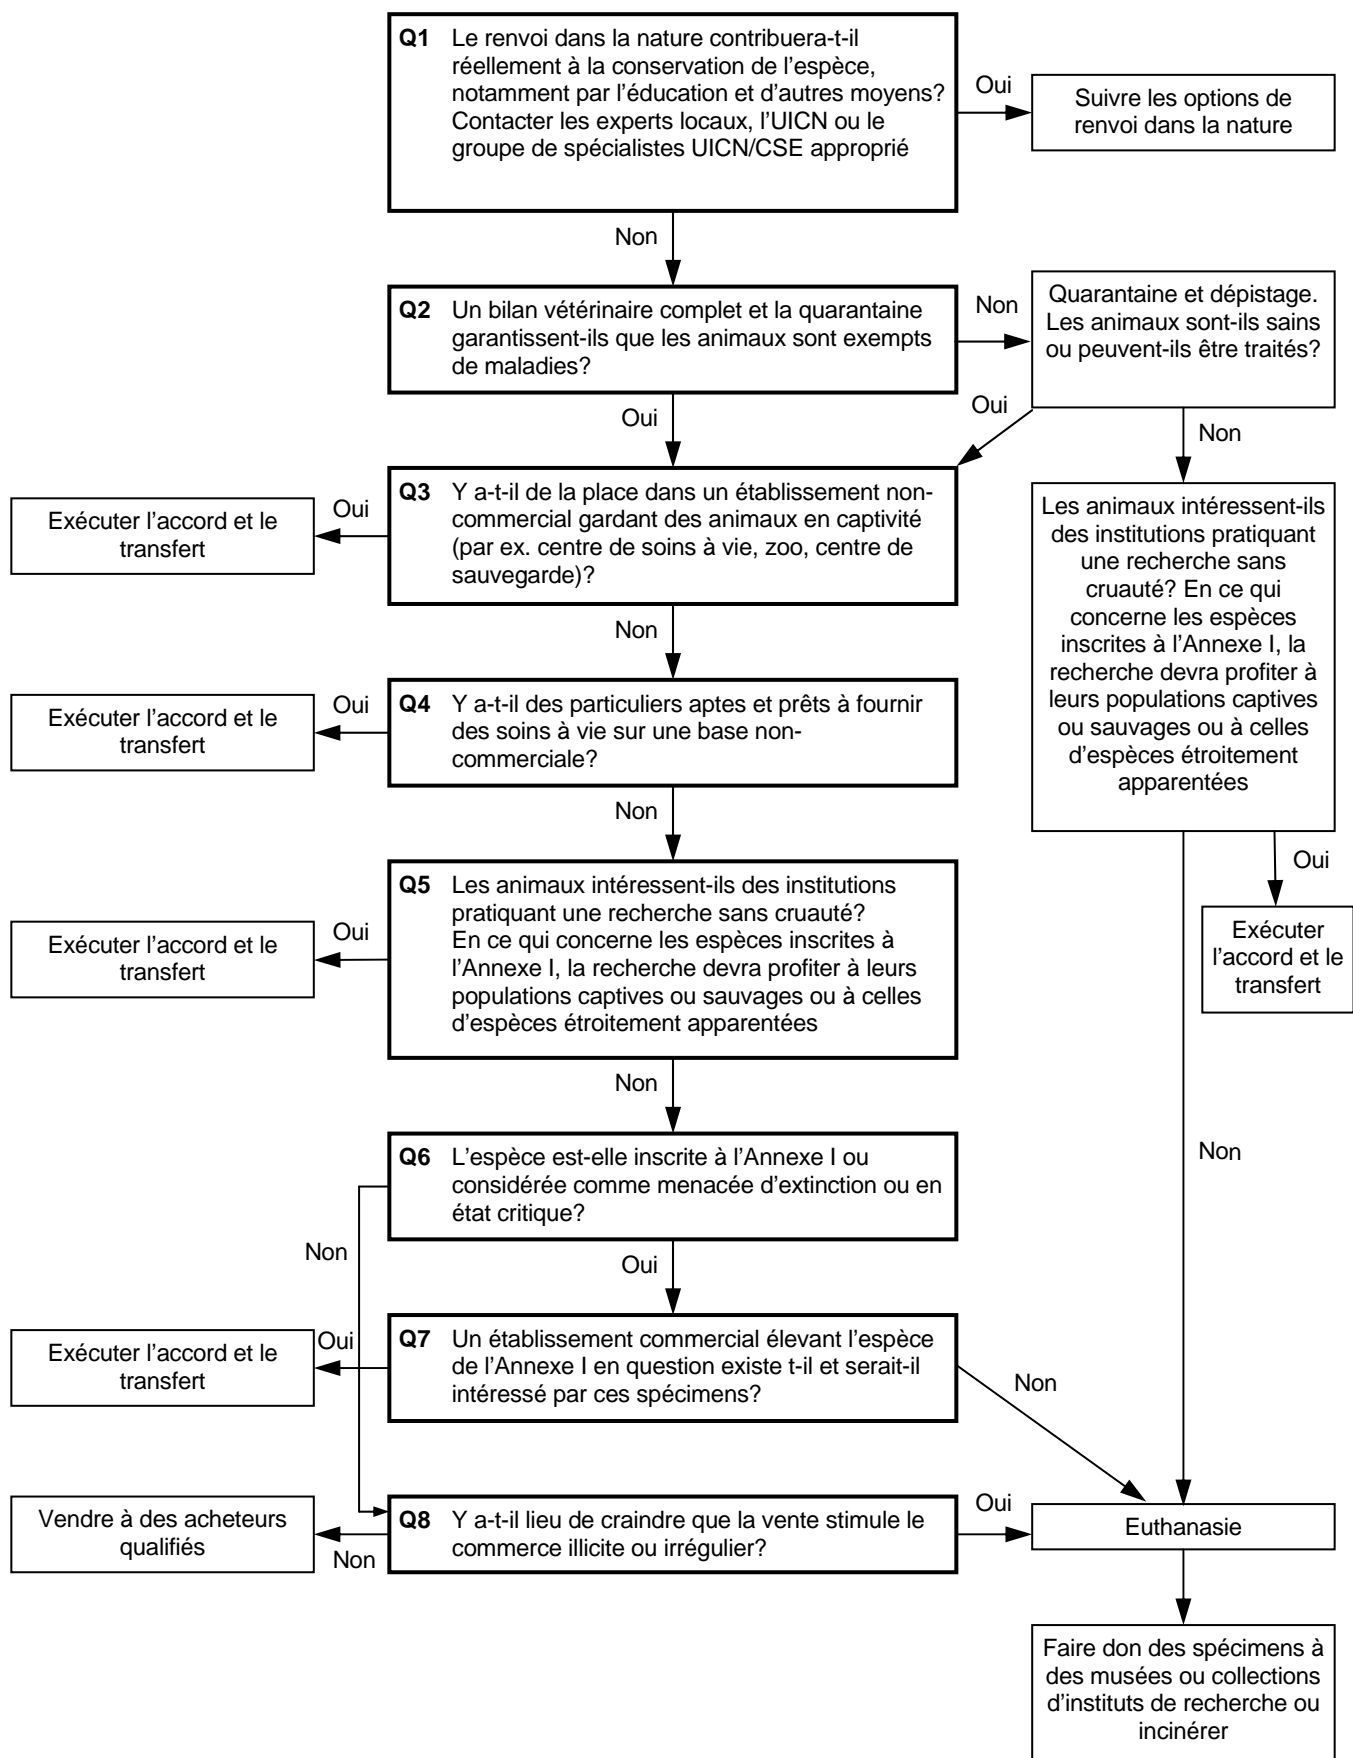 Q1 Le renvoi dans la nature contribuera-t-il
réellement à la conservation de l’espèce,
notamment par l’éducation et d’autres moyens?
Contacter les experts locaux, l’UICN ou le
groupe de spécialistes UICN/CSE approprié
Oui
Suivre les options de
renvoi dans la nature
Non
Q2 Un bilan vétérinaire complet et la quarantaine
garantissent-ils que les animaux sont exempts
de maladies?
Non
Quarantaine et dépistage.
Les animaux sont-ils sains
ou peuvent-ils être traités?
Oui
Oui
Non
Q3 Y a-t-il de la place dans un établissement non-
commercial gardant des animaux en captivité
(par ex. centre de soins à vie, zoo, centre de
sauvegarde)?
Oui
Exécuter l’accord et le
transfert
Les animaux intéressent-ils
des institutions pratiquant
une recherche sans
cruauté? En ce qui
concerne les espèces
inscrites à l’Annexe I, la
recherche devra profiter à
leurs populations captives
ou sauvages ou à celles
d’espèces étroitement
apparentées
Non
Q4 Y a-t-il des particuliers aptes et prêts à fournir
des soins à vie sur une base non-
commerciale?
Oui
Exécuter l’accord et le
transfert
Non
Oui
Exécuter
l’accord et le
transfert
Q5 Les animaux intéressent-ils des institutions
pratiquant une recherche sans cruauté?
En ce qui concerne les espèces inscrites à
l’Annexe I, la recherche devra profiter à leurs
populations captives ou sauvages ou à celles
d’espèces étroitement apparentées
Oui
Exécuter l’accord et le
transfert
Non
Non
Q6 L’espèce est-elle inscrite à l’Annexe I ou
considérée comme menacée d’extinction ou en
état critique?
Non
Oui
Q7 Un établissement commercial élevant l’espèce
de l’Annexe I en question existe t-il et serait-il
intéressé par ces spécimens?
Oui
Exécuter l’accord et le
transfert
Non
Q8 Y a-t-il lieu de craindre que la vente stimule le
commerce illicite ou irrégulier?
Non
Vendre à des acheteurs
qualifiés
Oui
Euthanasie
Faire don des spécimens à
des musées ou collections
d’instituts de recherche ou
incinérer